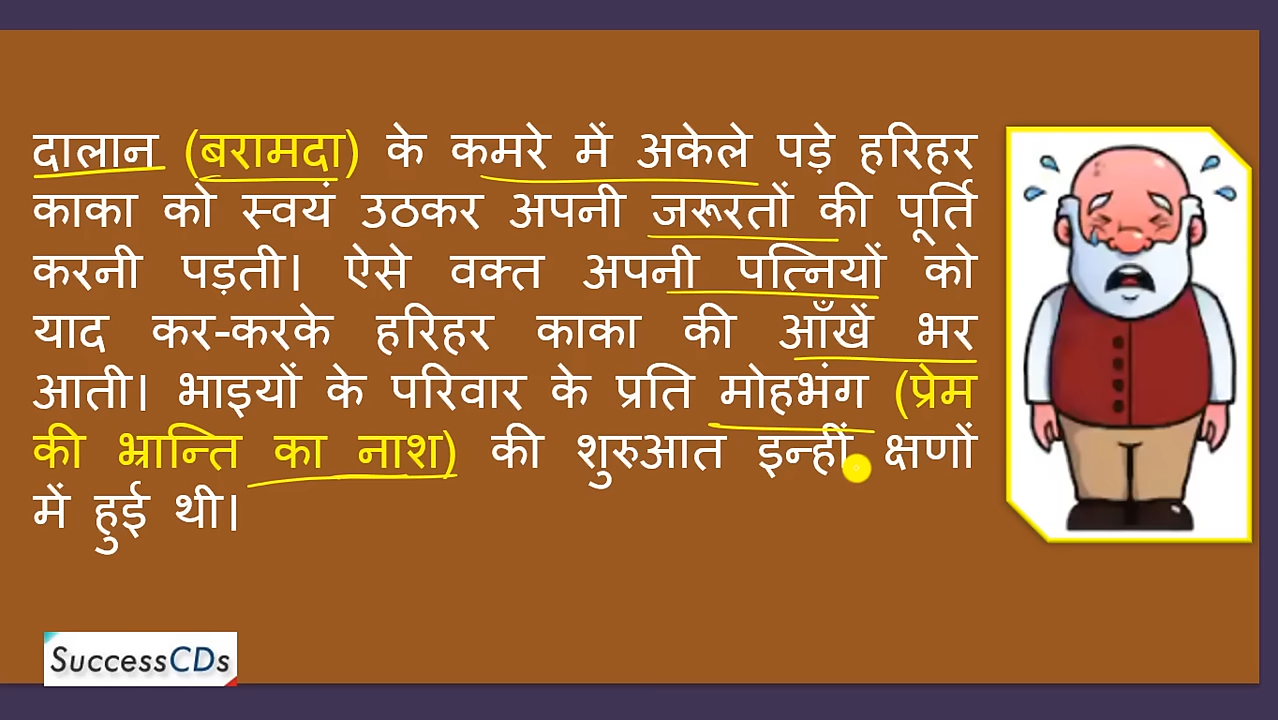 दालान (बरामदा) के कमरे में अकेले पड़े हरिहर
काका को स्वयं उठकर अपनी जरूरतों की पूर्ति
करनी पड़ती। ऐसे वक्त अपनी पत्नियों को
याद कर-करके हरिहर काका की आँखें भर
आती। भाइयों के परिवार के प्रति मोहभंग (प्रेम
की भ्रान्ति का नाश) की शुरुआत इन्हीं क्षणों
में हुई थी।
SuccessCDs